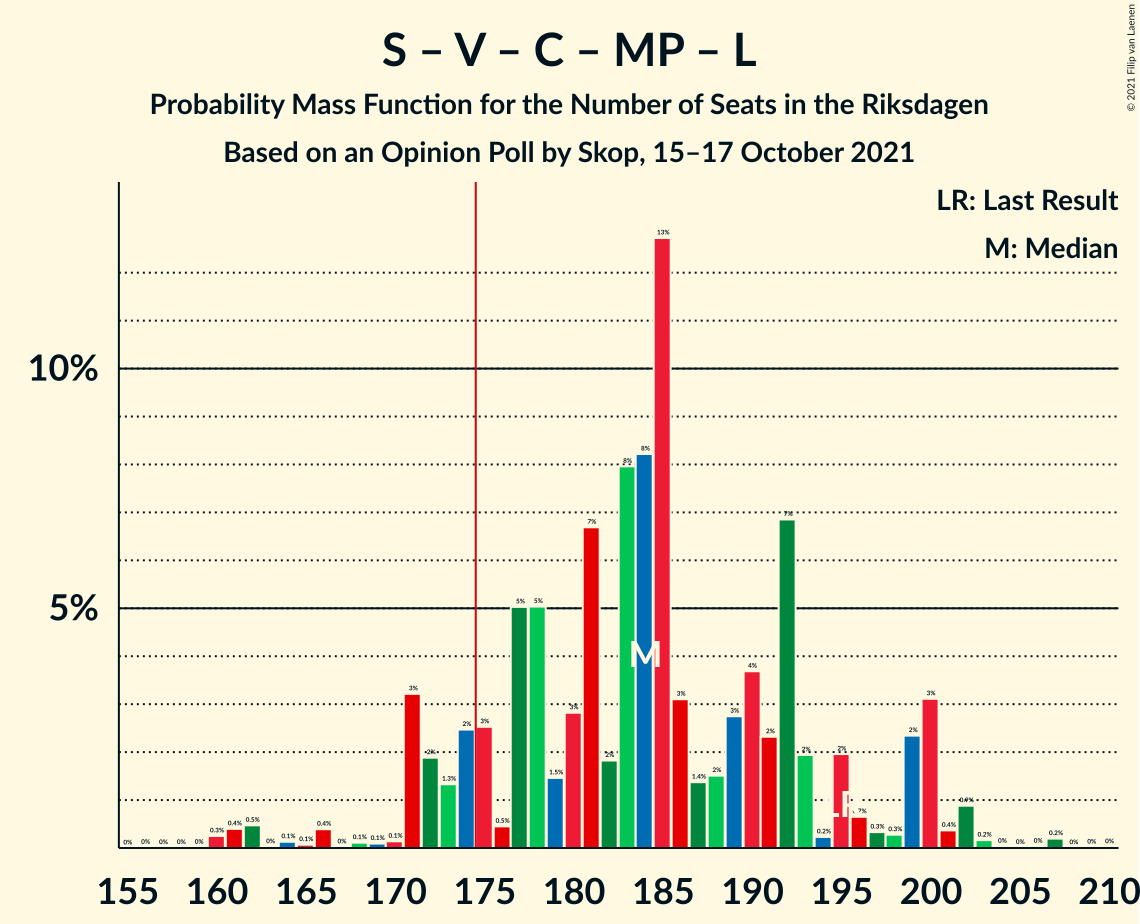 S – V – C – MP – L
Probability Mass Function for the Number of Seats in the Riksdagen
Based on an Opinion Poll by Skop, 15–17 October 2021
© 2021 Filip van Laenen
LR: Last Result
M: Median
10%
5%
0% 0% 0% 0% 0% 0.3% 0.4% 0.5% 0% 0.1% 0.1% 0.4% 0% 0.1% 0.1% 0.1% 3% 2% 1.3% 2% 3% 0.5% 5% 5% 1.5% 3% 7% 2% 8% 8% 13% 3% 1.4% 2% 3% 4% 2% 7% 2% 0.2% 2% 0.3% 0.3% 2% 3% 0.4% 0.9% 0.2% 0% 0% 0% 0.2% 0% 0% 0%
M
155 160 165 170 175 180 185 190 195 200 205 210